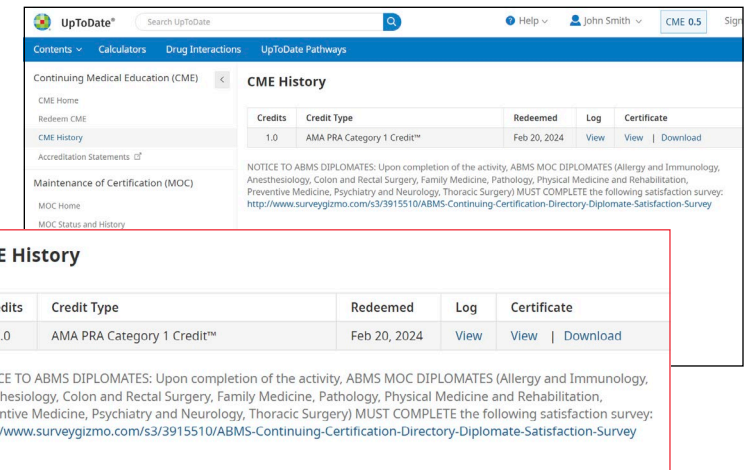 UpToDate® Search UpToDate Help John Smith CME 0.5 Sign
Contents Calculators Drug Interactions UpToDate Pathways
Continuing Medical Education (CME)
CME Home
Redeem CME
CME History
Accreditation Statements
Maintenance of Certification (MOC)
MOC Home
MOC Status and History
CME History
Credits Credit Type Redeemed Log Certificate
1.0 AMA PRA Category 1 Credit™ Feb 20, 2024 View View | Download
NOTICE TO ABMS DIPLOMATES: Upon completion of the activity, ABMS MOC DIPLOMATES (Allergy and Immunology,
Anesthesiology, Colon and Rectal Surgery, Family Medicine, Pathology, Physical Medicine and Rehabilitation,
Preventive Medicine, Psychiatry and Neurology, Thoracic Surgery) MUST COMPLETE the following satisfaction survey:
http://www.surveygizmo.com/s3/3915510/ABMS-Continuing-Certification-Directory-Diplomate-Satisfaction-Survey
E History
edits Credit Type Redeemed Log Certificate
.0 AMA PRA Category 1 Credit™ Feb 20, 2024 View View | Download
CE TO ABMS DIPLOMATES: Upon completion of the activity, ABMS MOC DIPLOMATES (Allergy and Immunology,
hesiology, Colon and Rectal Surgery, Family Medicine, Pathology, Physical Medicine and Rehabilitation,
entive Medicine, Psychiatry and Neurology, Thoracic Surgery) MUST COMPLETE the following satisfaction survey:
/www.surveygizmo.com/s3/3915510/ABMS-Continuing-Certification-Directory-Diplomate-Satisfaction-Survey